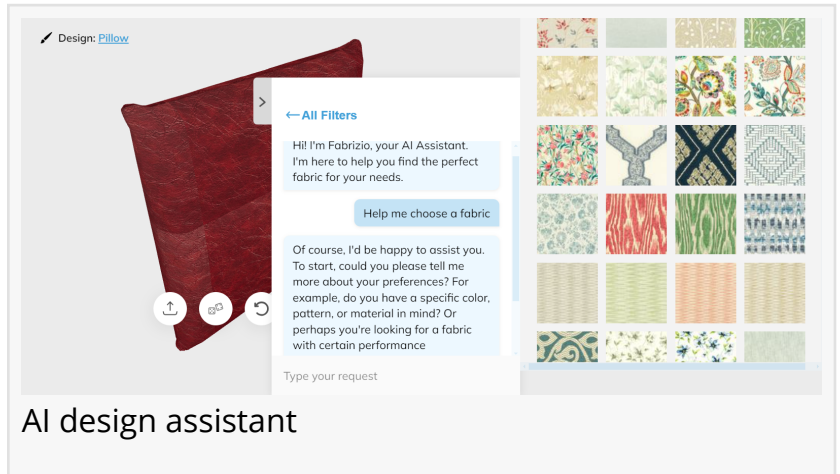 Design: Pillow
←All Filters
Hi! I'm Fabrizio, your AI Assistant.
I'm here to help you find the perfect
fabric for your needs.
Help me choose a fabric
Of course, I'd be happy to assist you.
To start, could you please tell me
more about your preferences? For
example, do you have a specific color,
pattern, or material in mind? Or
perhaps you're looking for a fabric
with certain performance
Type your request
AI design assistant